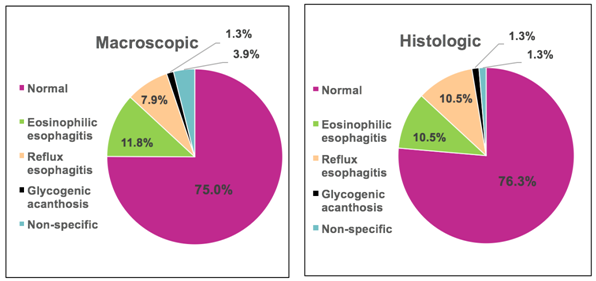 Macroscopic
1.3%
3.9%
Normal
Eosinophilic
esophagitis
Reflux
esophagitis
Glycogenic
acanthosis
Non-specific
7.9%
11.8%
75.0%
Histologic
1.3%
1.3%
Normal
Eosinophilic
esophagitis
Reflux
esophagitis
Glycogenic
acanthosis
Non-specific
10.5%
10.5%
76.3%